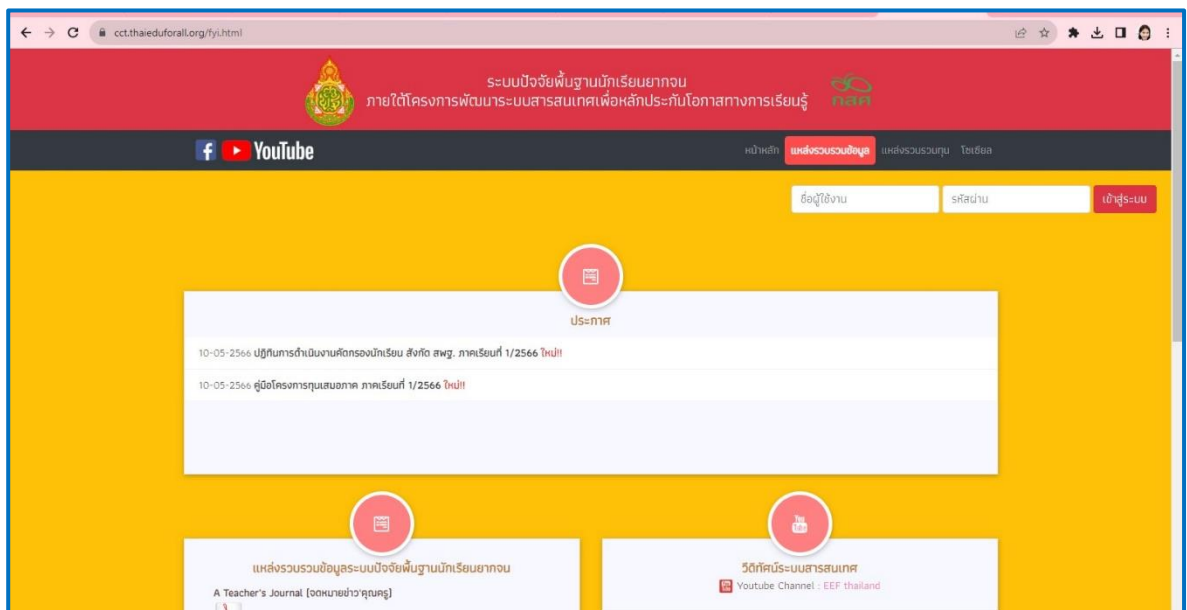 cct.thaieduforall.org/fyi.html
ระบบปัจจัยพื้นฐานนักเรียนยากจน
ภายใต้โครงการพัฒนาระบบสารสนเทศเพื่อหลักประกันโอกาสทางการเรียนรู้
กสศ
YouTube
หน้าหลัก แหล่งรวบรวมข้อมูล แหล่งรวบรวมทุน โซเชียล
ชื่อผู้ใช้งาน รหัสผ่าน เข้าสู่ระบบ
ประกาศ
10-05-2566 ปฏิทินการดำเนินงานคัดกรองนักเรียน สังกัด สพฐ. ภาคเรียนที่ 1/2566 ใหม่!!
10-05-2566 คู่มือโครงการทุนเสมอภาค ภาคเรียนที่ 1/2566 ใหม่!!
แหล่งรวบรวมข้อมูลระบบปัจจัยพื้นฐานนักเรียนยากจน
A Teacher's Journal (จดหมายข่าว'คุณครู)
วิดีทัศน์ระบบสารสนเทศ
Youtube Channel : EEF thailand